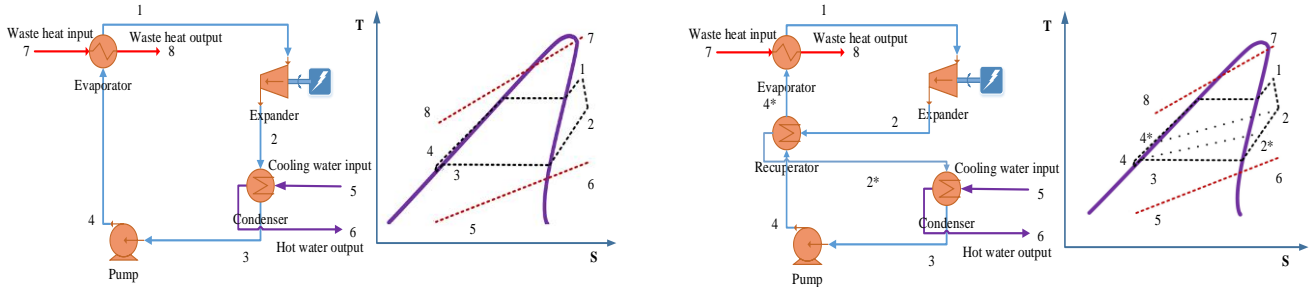 1
Waste heat input
Waste heat output
7
8
Evaporator
Expander
2
Cooling water input
5
Condenser
4
6
Hot water output
3
Pump
T
7
1
8
2
4
3
6
5
S
1
Waste heat input
Waste heat output
7
8
Evaporator
4*
Expander
2
Recuperator
Cooling water input
2*
5
Condenser
4
6
Hot water output
3
Pump
T
7
1
8
2
4*
2*
4
3
6
5
S